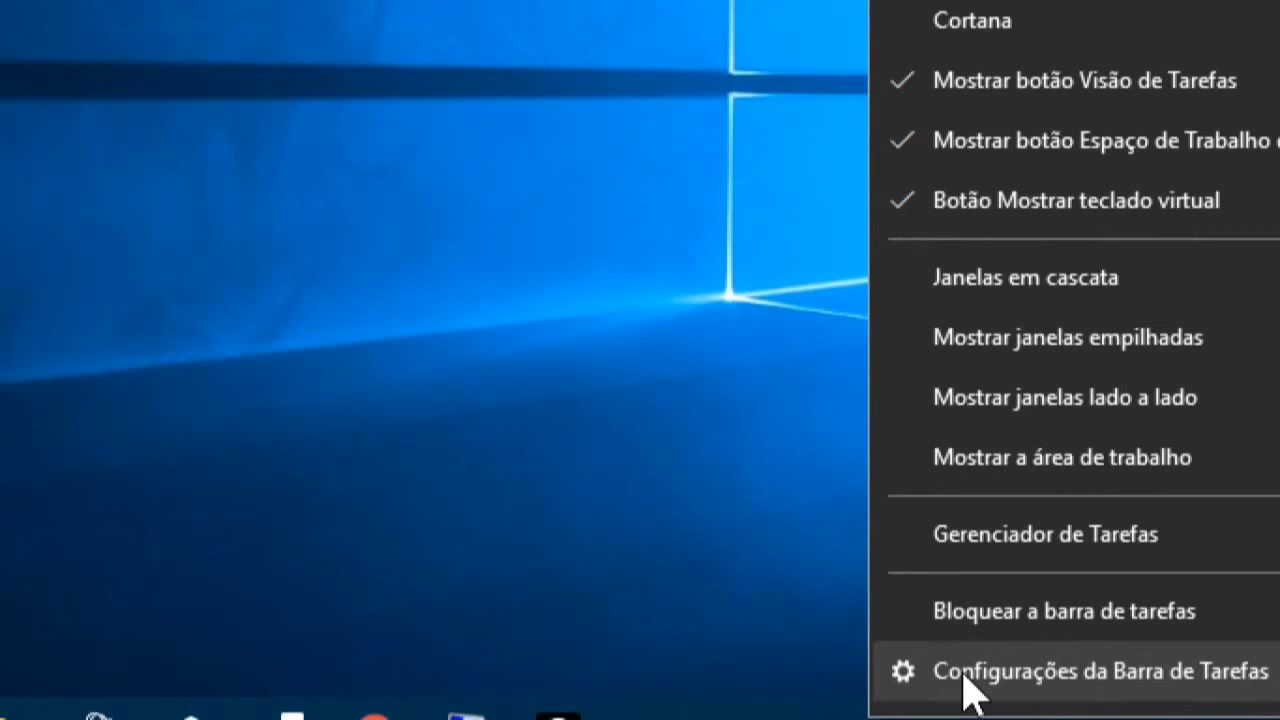 Cortana
Mostrar botão Visão de Tarefas
Mostrar botão Espaço de Trabalho
Botão Mostrar teclado virtual
Janelas em cascata
Mostrar janelas empilhadas
Mostrar janelas lado a lado
Mostrar a área de trabalho
Gerenciador de Tarefas
Bloquear a barra de tarefas
Configurações da Barra de Tarefas